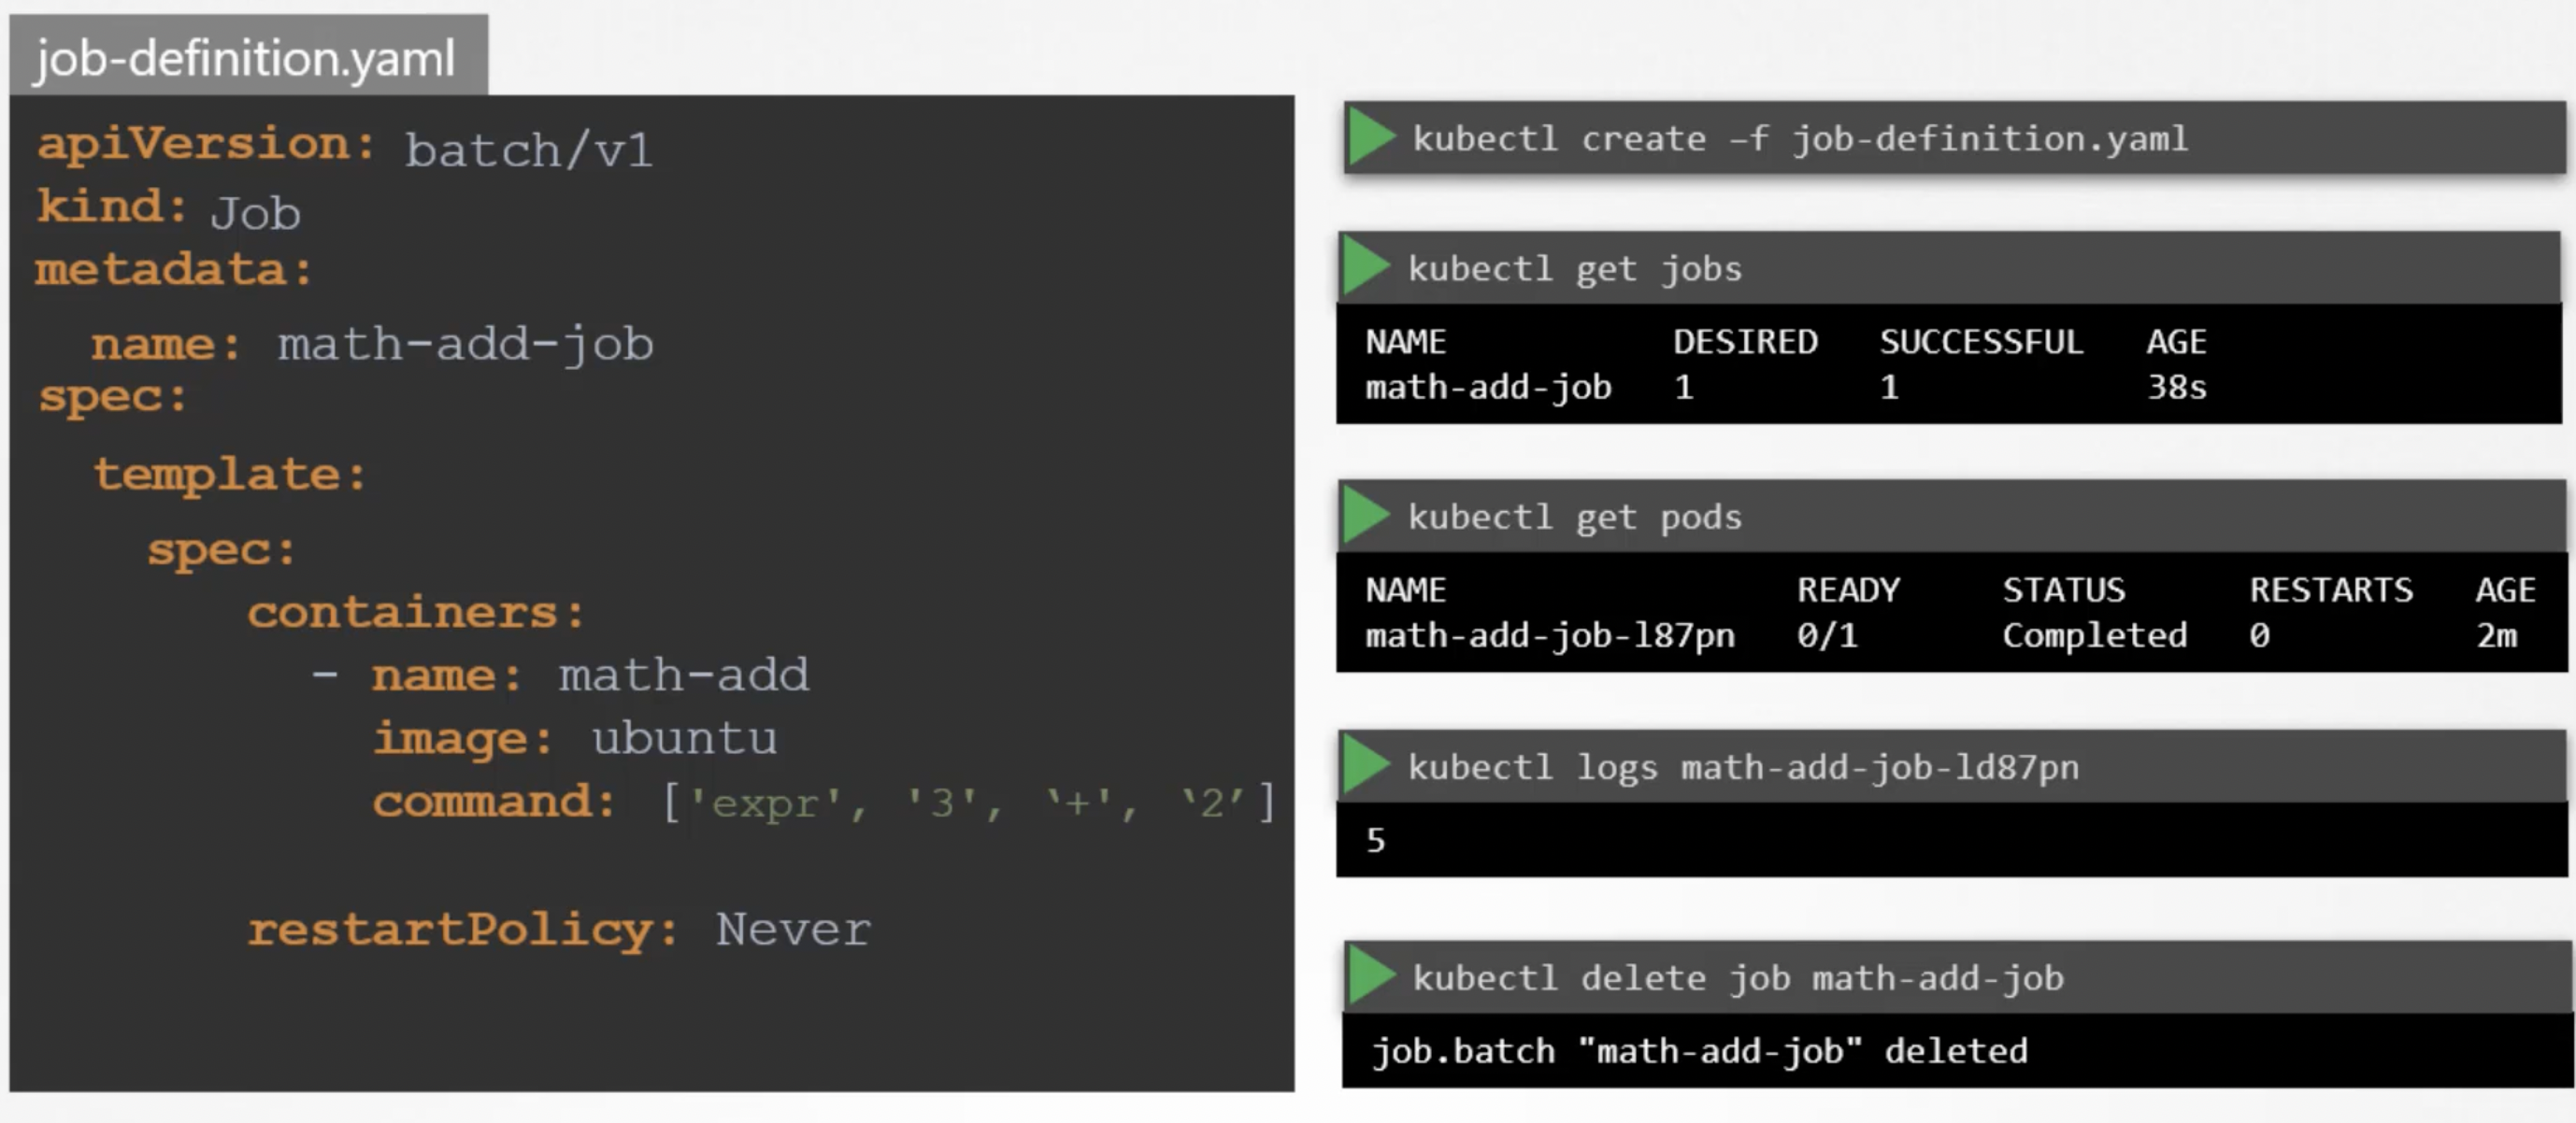 job-definition.yaml
apiVersion: batch/v1
kind: Job
metadata:
  name: math-add-job
spec:
  template:
    spec:
      containers:
        - name: math-add
          image: ubuntu
          command: ['expr', '3', ‘+', ‘2’]
      restartPolicy: Never
kubectl create –f job-definition.yaml
kubectl get jobs
NAME DESIRED SUCCESSFUL AGE
math-add-job 1 1 38s
kubectl get pods
NAME READY STATUS RESTARTS AGE
math-add-job-l87pn 0/1 Completed 0 2m
kubectl logs math-add-job-ld87pn
5
kubectl delete job math-add-job
job.batch "math-add-job" deleted